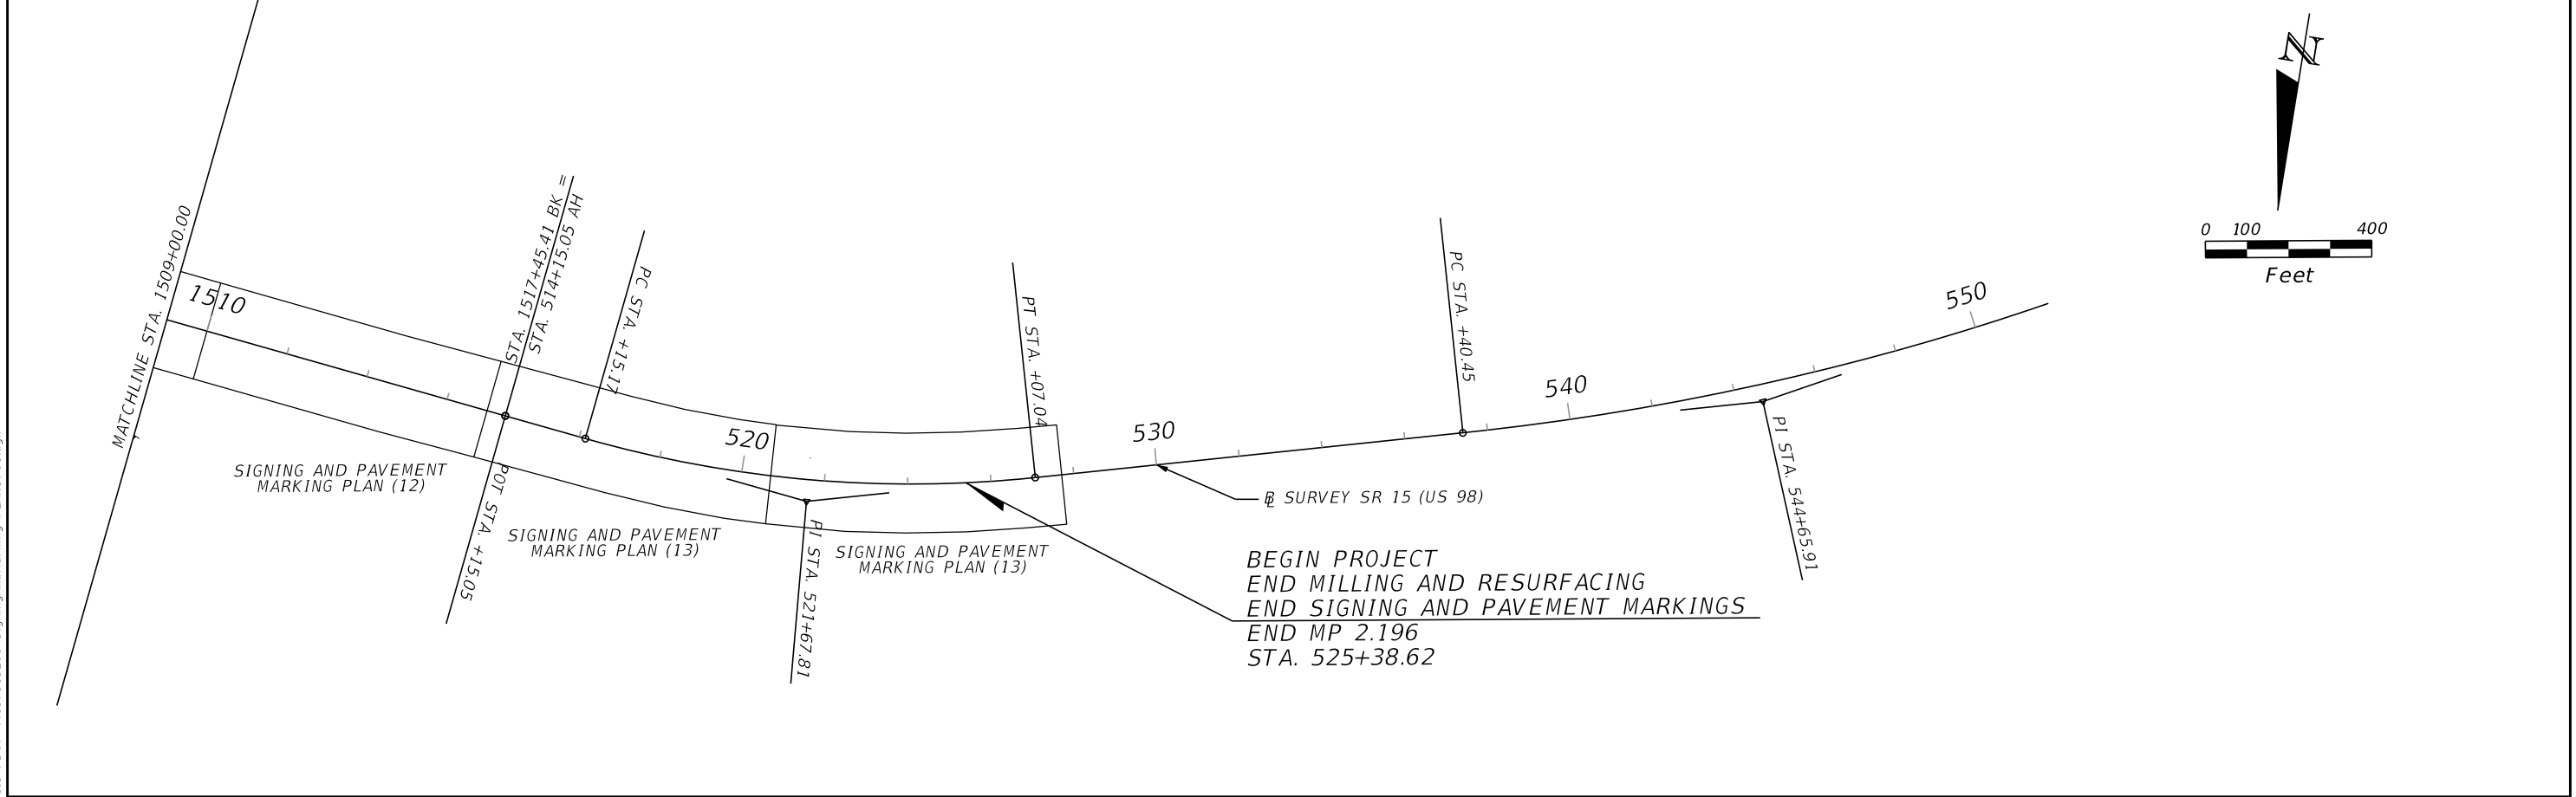 MATCHLINE STA. 1509+00.00
1510
STA. 1517+45.41 BK =
STA. 514+15.05 AH
PC STA. +15.17
POT STA. +15.05
SIGNING AND PAVEMENT
MARKING PLAN (12)
SIGNING AND PAVEMENT
MARKING PLAN (13)
520
PI STA. 521+67.81
SIGNING AND PAVEMENT
MARKING PLAN (13)
PT STA. +07.04
530
℄ SURVEY SR 15 (US 98)
BEGIN PROJECT
END MILLING AND RESURFACING
END SIGNING AND PAVEMENT MARKINGS
END MP 2.196
STA. 525+38.62
PC STA. +40.45
540
PI STA. 544+65.91
550
N
0 100 400
Feet